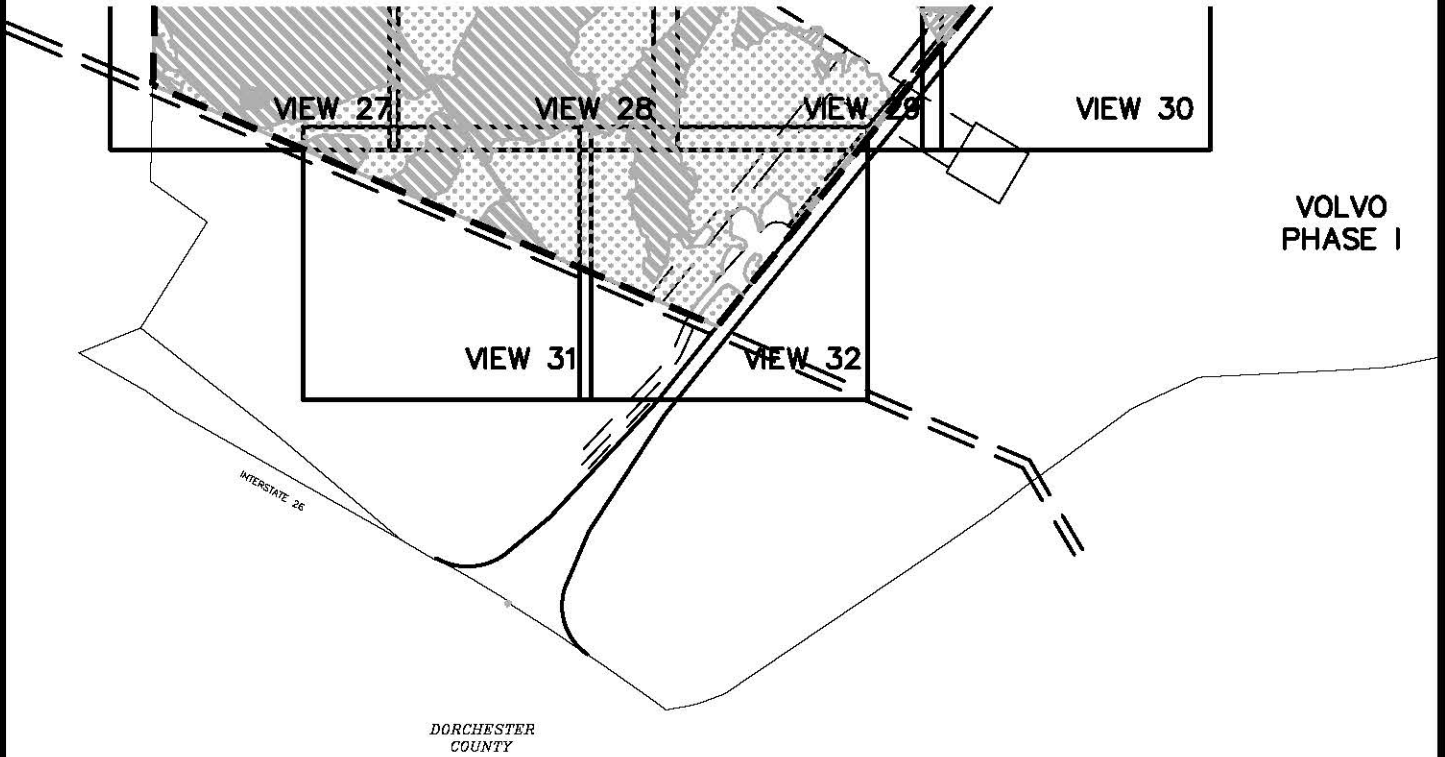 VIEW 27
VIEW 28
VIEW 29
VIEW 30
VOLVO
PHASE I
VIEW 31
VIEW 32
INTERSTATE 26
DORCHESTER
COUNTY